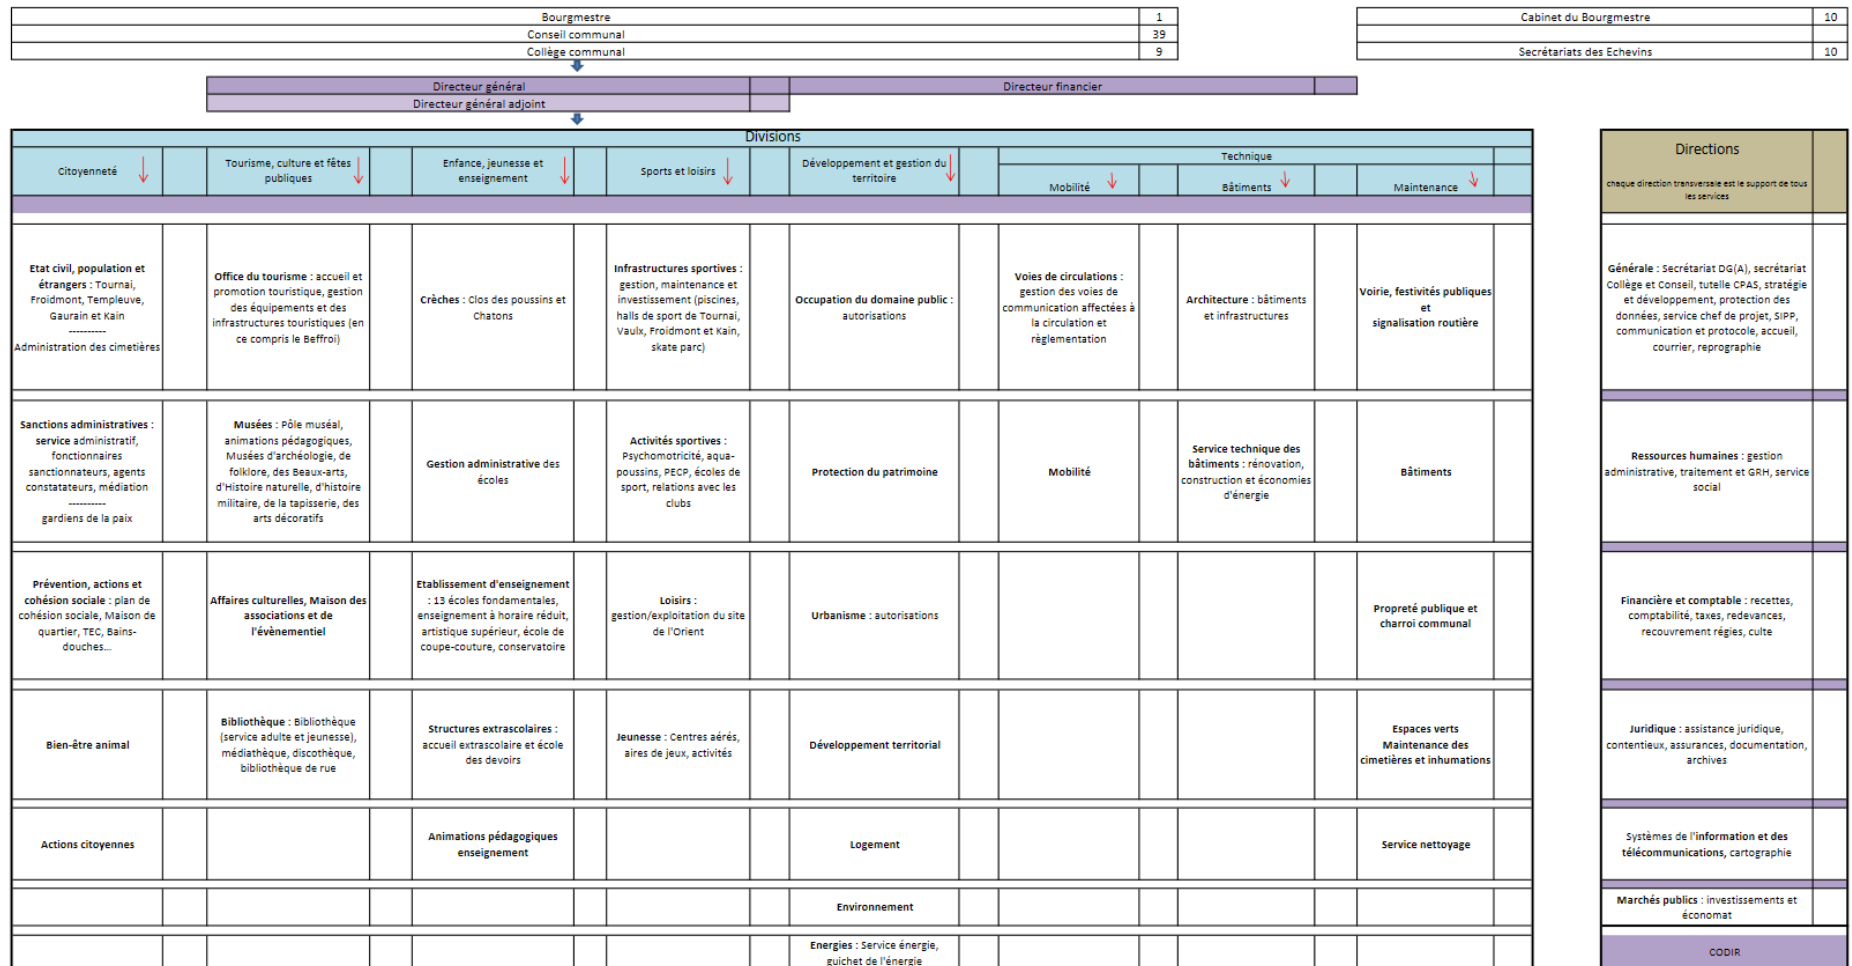 Bourgmestre 1
Conseil communal 39
Collège communal 9
Cabinet du Bourgmestre 10
Secrétariats des Echevins 10
Directeur général
Directeur financier
Directeur général adjoint
Divisions
Citoyenneté
Tourisme, culture et fêtes
publiques
Enfance, jeunesse et
enseignement
Sports et loisirs
Développement et gestion du
territoire
Technique
Mobilité
Bâtiments
Maintenance
Directions
chaque direction transversale est le support de tous
les services
Etat civil, population et
étrangers : Tournai,
Froidmont, Templeuve,
Gaurain et Kain
----------
Administration des cimetières
Office du tourisme : accueil et
promotion touristique, gestion
des équipements et des
infrastructures touristiques (en
ce compris le Beffroi)
Crèches : Clos des poussins et
Chatons
Infrastructures sportives :
gestion, maintenance et
investissement (piscines,
halls de sport de Tournai,
Vaulx, Froidmont et Kain,
skate parc)
Occupation du domaine public :
autorisations
Voies de circulations :
gestion des voies de
communication affectées à
la circulation et
règlementation
Architecture : bâtiments
et infrastructures
Voirie, festivités publiques
et
signalisation routière
Générale : Secrétariat DG(A), secrétariat
Collège et Conseil, tutelle CPAS, stratégie
et développement, protection des
données, service chef de projet, SIPP,
communication et protocole, accueil,
courrier, reprographie
Sanctions administratives :
service administratif,
fonctionnaires
sanctionnateurs, agents
constatateurs, médiation
----------
gardiens de la paix
Musées : Pôle muséal,
animations pédagogiques,
Musées d'archéologie, de
folklore, des Beaux-arts,
d'Histoire naturelle, d'histoire
militaire, de la tapisserie, des
arts décoratifs
Gestion administrative des
écoles
Activités sportives :
Psychomotricité, aqua-
poussins, PECP, écoles de
sport, relations avec les
clubs
Protection du patrimoine
Mobilité
Service technique des
bâtiments : rénovation,
construction et économies
d'énergie
Bâtiments
Ressources humaines : gestion
administrative, traitement et GRH, service
social
Prévention, actions et
cohésion sociale : plan de
cohésion sociale, Maison de
quartier, TEC, Bains-
douches...
Affaires culturelles, Maison des
associations et de
l'évènementiel
Etablissement d'enseignement
: 13 écoles fondamentales,
enseignement à horaire réduit,
artistique supérieur, école de
coupe-couture, conservatoire
Loisirs :
gestion/exploitation du site
de l'Orient
Urbanisme : autorisations
Propreté publique et
charroi communal
Financière et comptable : recettes,
comptabilité, taxes, redevances,
recouvrement régies, culte
Bien-être animal
Bibliothèque : Bibliothèque
(service adulte et jeunesse),
médiathèque, discothèque,
bibliothèque de rue
Structures extrascolaires :
accueil extrascolaire et école
des devoirs
Jeunesse : Centres aérés,
aires de jeux, activités
Développement territorial
Espaces verts
Maintenance des
cimetières et inhumations
Juridique : assistance juridique,
contentieux, assurances, documentation,
archives
Actions citoyennes
Animations pédagogiques
enseignement
Logement
Service nettoyage
Systèmes de l'information et des
télécommunications, cartographie
Environnement
Marchés publics : investissements et
économat
Energies : Service énergie,
guichet de l'énergie
CODIR